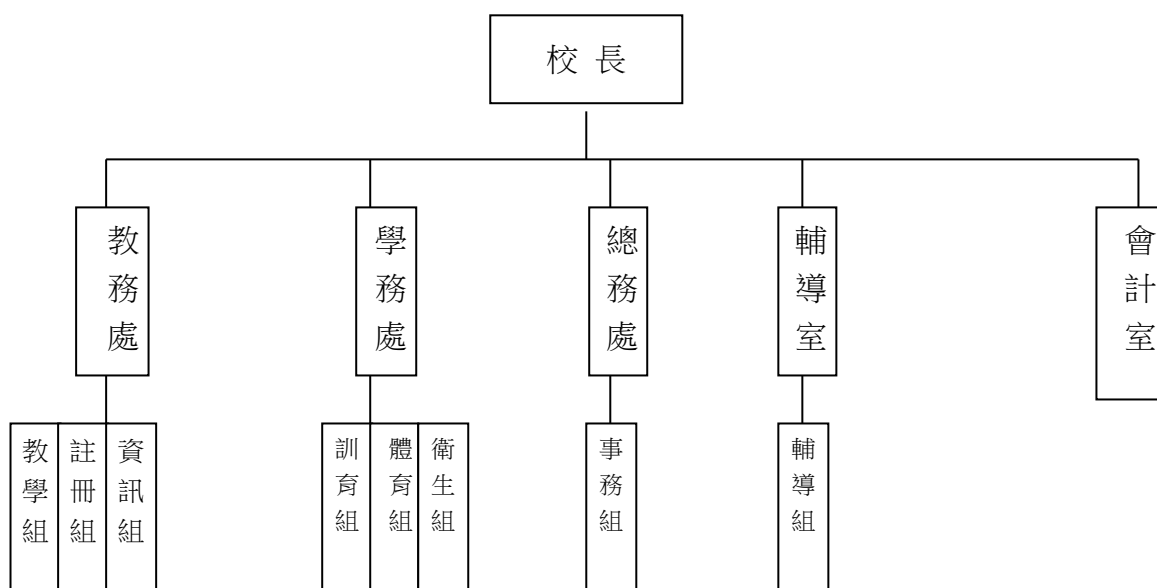 校長
教務處
學務處
總務處
輔導室
會計室
教學組
註冊組
資訊組
訓育組
體育組
衛生組
事務組
輔導組